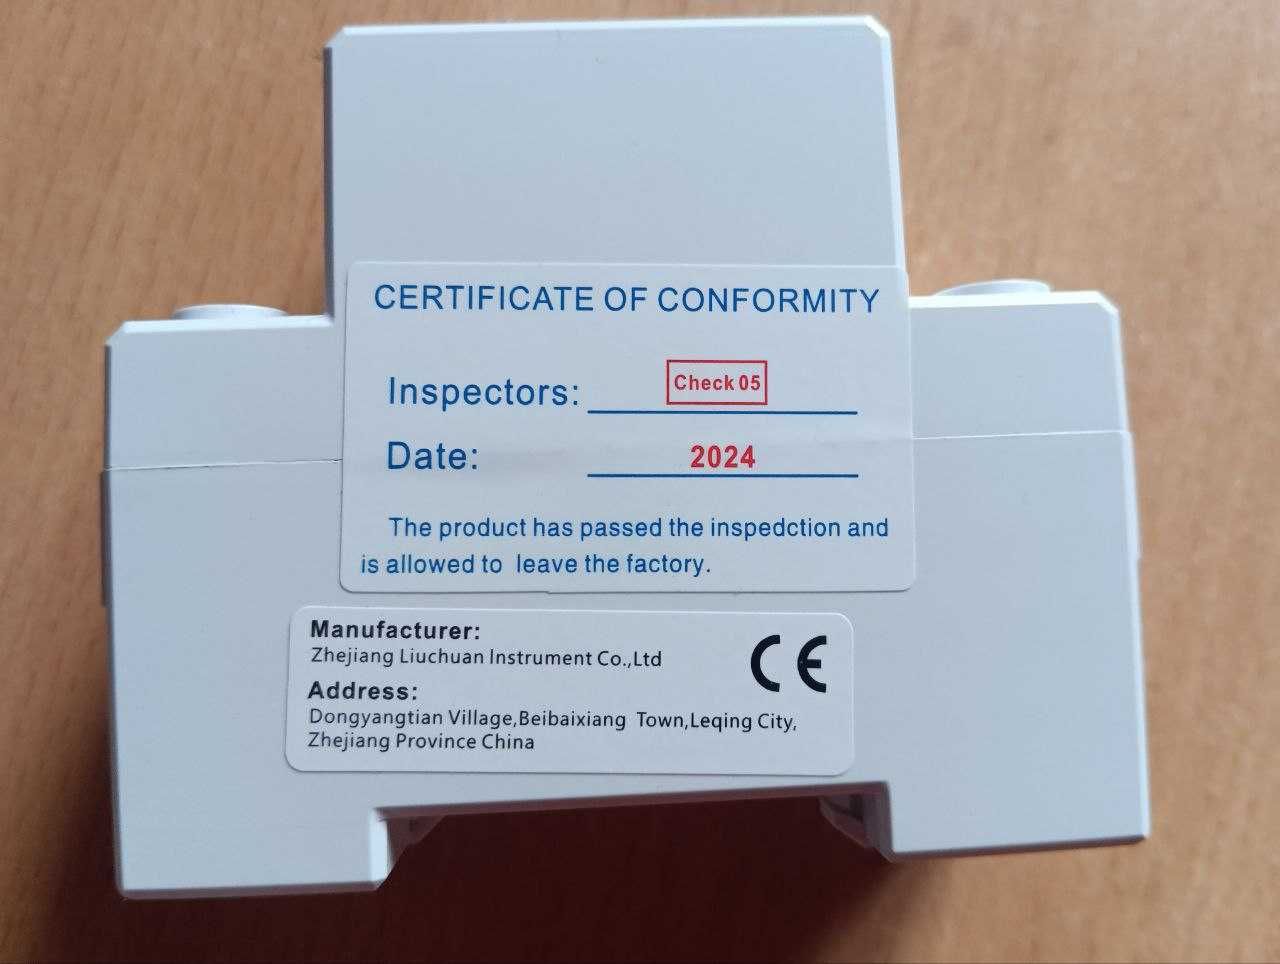 CERTIFICATE OF CONFORMITY
Inspectors: Check 05
Date: 2024
The product has passed the inspedction and
is allowed to leave the factory.
Manufacturer:
Zhejiang Liuchuan Instrument Co.,Ltd
CE
Address:
Dongyangtian Village,Beibaixiang Town,Leqing City,
Zhejiang Province China